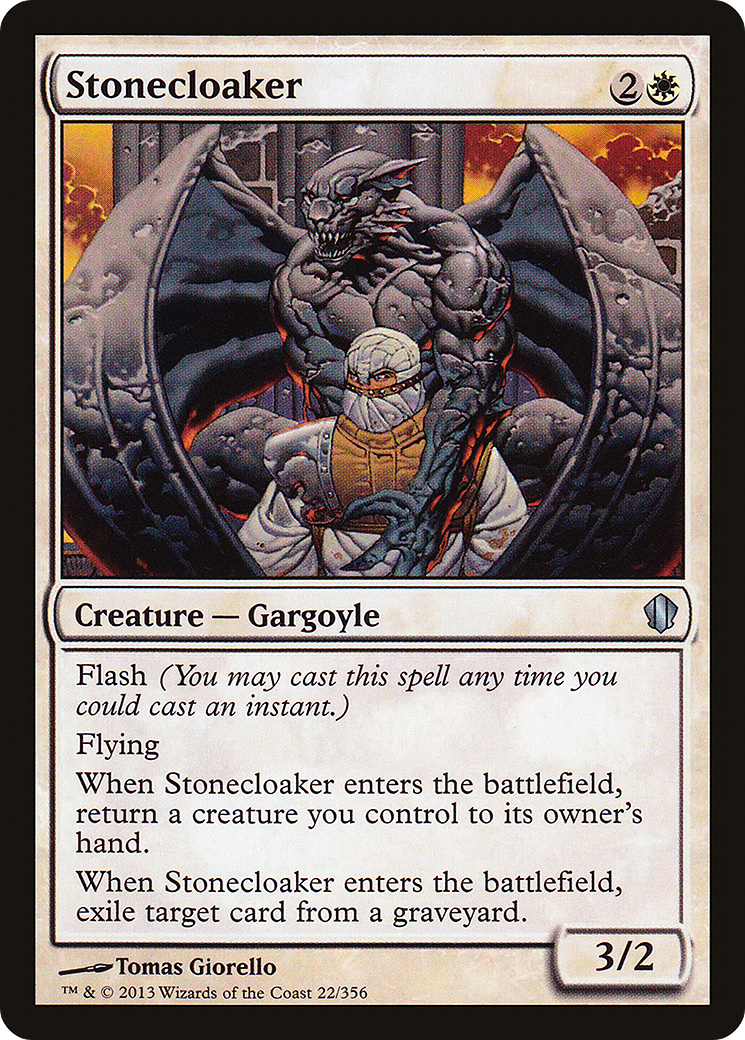 Stonecloaker 2
Creature — Gargoyle
Flash (You may cast this spell any time you
could cast an instant.)
Flying
When Stonecloaker enters the battlefield,
return a creature you control to its owner's
hand.
When Stonecloaker enters the battlefield,
exile target card from a graveyard.
3/2
Tomas Giorello
™ & © 2013 Wizards of the Coast 22/356